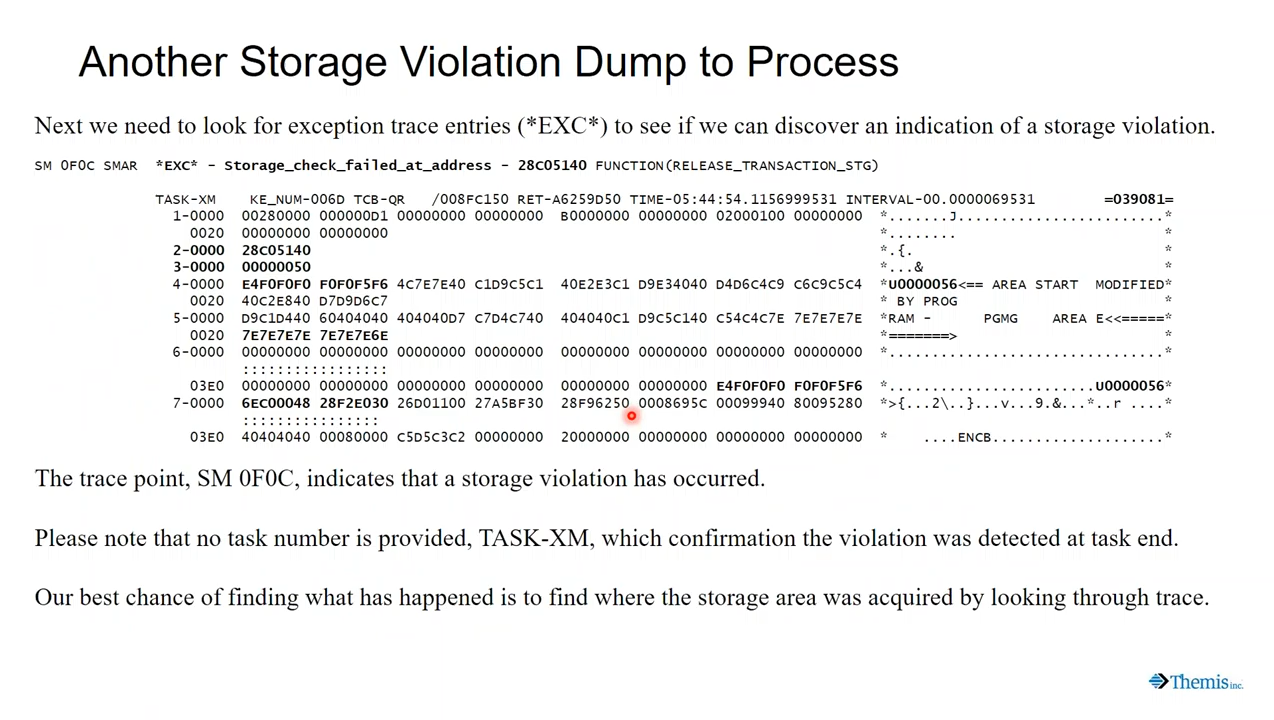 Another Storage Violation Dump to Process
Next we need to look for exception trace entries (*EXC*) to see if we can discover an indication of a storage violation.
SM 0F0C SMAR *EXC* - Storage_check_failed_at_address - 28C05140 FUNCTION(RELEASE_TRANSACTION_STG)
TASK-XM KE_NUM-006D TCB-QR /008FC150 RET-A6259D50 TIME-05:44:54.1156999531 INTERVAL-00.0000069531 =039081=
1-0000 00280000 000000D1 00000000 00000000 B0000000 00000000 02000100 00000000 *.......J........................*
0020 00000000 00000000 *........ *
2-0000 28C05140 *.{. *
3-0000 00000050 *...& *
4-0000 E4F0F0F0 F0F0F5F6 4C7E7E40 C1D9C5C1 40E2E3C1 D9E34040 D4D6C4C9 C6C9C5C4 *U0000056<== AREA START MODIFIED*
0020 40C2E840 D7D9D6C7 * BY PROG *
5-0000 D9C1D440 60404040 404040D7 C7D4C740 404040C1 D9C5C140 C54C4C7E 7E7E7E7E *RAM - PGMG AREA E<<=====*
0020 7E7E7E7E 7E7E7E6E *=======> *
6-0000 00000000 00000000 00000000 00000000 00000000 00000000 00000000 00000000 *................................*
:::::::::::::::::
03E0 00000000 00000000 00000000 00000000 00000000 00000000 E4F0F0F0 F0F0F5F6 *........................U0000056*
7-0000 6EC00048 28F2E030 26D01100 27A5BF30 28F96250 0008695C 00099940 80095280 *>{...2\..}...v...9.&...*..r ....*
:::::::::::::::::
03E0 40404040 00080000 C5D5C3C2 00000000 20000000 00000000 00000000 00000000 * ....ENCB....................*
The trace point, SM 0F0C, indicates that a storage violation has occurred.
Please note that no task number is provided, TASK-XM, which confirmation the violation was detected at task end.
Our best chance of finding what has happened is to find where the storage area was acquired by looking through trace.
Themis inc.